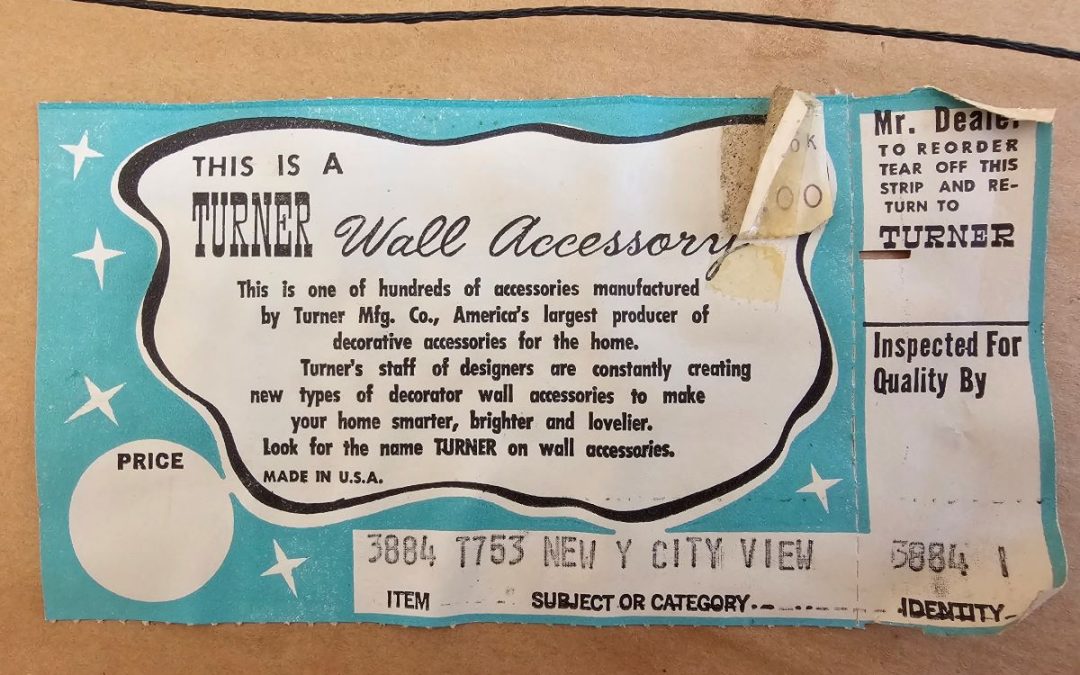 THIS IS A
TURNER Wall Accessory
This is one of hundreds of accessories manufactured
by Turner Mfg. Co., America's largest producer of
decorative accessories for the home.
Turner's staff of designers are constantly creating
new types of decorator wall accessories to make
your home smarter, brighter and lovelier.
Look for the name TURNER on wall accessories.
MADE IN U.S.A.
PRICE
3884 T753 NEW Y CITY VIEW
ITEM SUBJECT OR CATEGORY
Mr. Dealer
TO REORDER
TEAR OFF THIS
STRIP AND RE-
TURN TO
TURNER
Inspected For
Quality By
3884
IDENTITY